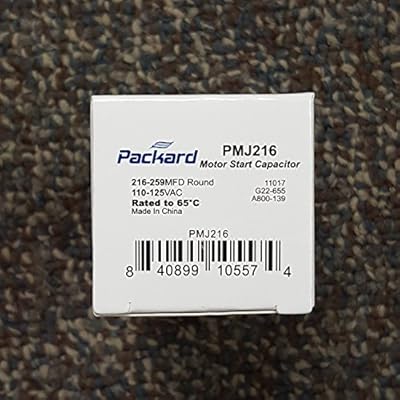 Packard
PMJ216
Motor Start Capacitor
216-259MFD Round
110-125VAC
Rated to 65°C
Made In China
11017
G22-655
A800-139
PMJ216
8 40899 10557 4